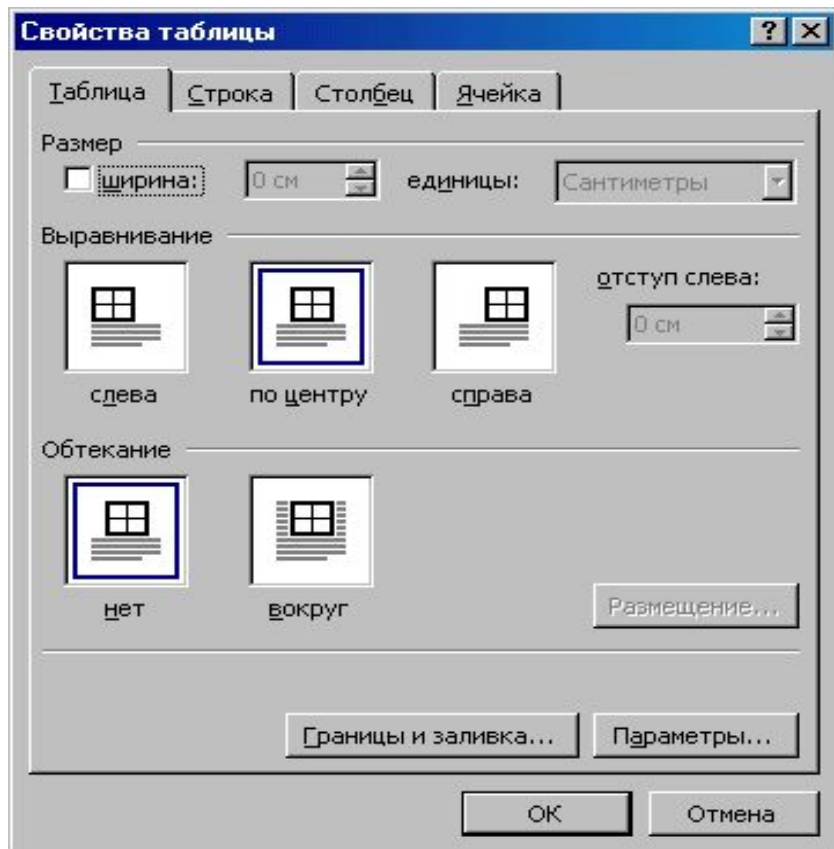 Свойства таблицы
Таблица Строка Столбец Ячейка
Размер
ширина: 0 см единицы: Сантиметры
Выравнивание
отступ слева:
0 см
слева по центру справа
Обтекание
нет вокруг Размещение...
Границы и заливка... Параметры...
ОК Отмена